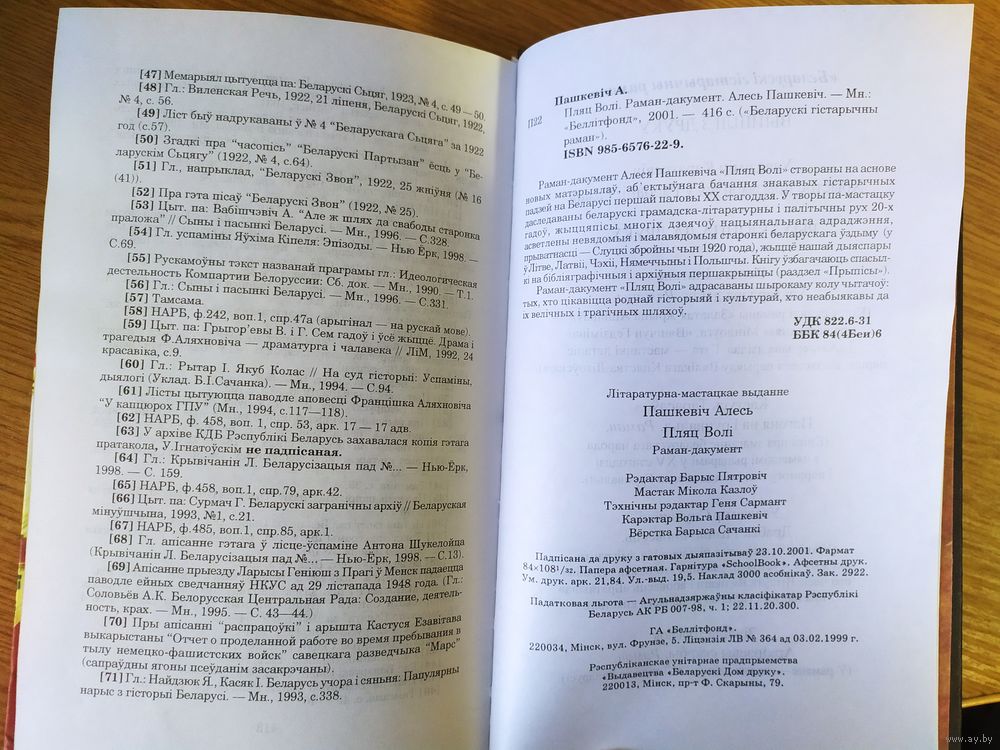 [47] Мемарыял цытуецца па: Беларускі Сьцяг, 1923, № 4, с. 49 — 50.
[48] Гл.: Виленская Речь, 1922, 21 ліпеня, Беларускі Сьцяг, 1922,
№ 4, с. 56.
[49] Ліст быў надрукаваны ў № 4 “Беларускага Сьцяга” за 1922
год (с.57).
[50] Згадкі пра “часопісь” “Беларускі Партызан” ёсць у “Бе-
ларускім Сьцягу” (1922, № 4, с.64).
[51] Гл., напрыклад, “Беларускі Звон”, 1922, 25 жніўня (№ 16
(41)).
[52] Пра гэта пісаў “Беларускі Звон” (1922, № 25).
[53] Цыт. па: Вабішчэвіч А. “Але ж шлях да свабоды старонка
праложа” // Сыны і пасынкі Беларусі. — Мн., 1996. — С.328.
[54] Гл. успаміны Яўхіма Кіпеля: Эпізоды. — Нью Ёрк, 1998. —
С.69.
[55] Рускамоўны тэкст названай праграмы гл.: Идеологическая
деятельность Компартии Белоруссии: Сб. док. — Мн., 1990. — Т.1.
[56] Гл.: Сыны і пасынкі Беларусі. — Мн., 1996. — С.331.
[57] Тамсама.
[58] НАРБ, ф.242, воп.1, спр.47а (арыгінал — на рускай мове).
[59] Цыт. па: Грыгор’евы В. і Г. Сем гадоў і ўсё жыццё. Драма і
трагедыя Ф.Аляхновіча — драматурга і чалавека // ЛіМ, 1992, 24
красавіка, с.9.
[60] Гл.: Рытар І. Якуб Колас // На суд гісторыі: Успаміны,
дыялогі (Уклад. Б.І.Сачанка). — Мн., 1994. — С.94.
[61] Лісты цытуюцца паводле аповесці Францішка Аляхновіча
“У капцюрох ГПУ” (Мн., 1994, с.117—118).
[62] НАРБ, ф. 458, воп. 1, спр. 53, арк. 17 — 17 адв.
[63] У архіве КДБ Рэспублікі Беларусь захавалася копія гэтага
пратакола, У.Ігнатоўскім не падпісаная.
[64] Гл.: Крывічанін Л. Беларусізацыя пад №... — Нью-Ёрк,
1998. — С. 159.
[65] НАРБ, ф.458, воп.1, спр.79, арк.42.
[66] Цыт. па: Сурмач Г. Беларускі загранічны архіў // Беларуская
мінуўшчына, 1993, №1, с.21.
[67] НАРБ, ф.485, воп.1, спр.85, арк.1.
[68] Гл. апісанне гэтага ў лісце-ўспаміне Антона Шукелойца
(Крывічанін Л. Беларусізацыя пад №... — Нью-Ёрк, 1998. — С.13).
[69] Апісанне прыезду Ларысы Геніюш з Прагі ў Менск падаецца
паводле ейных сведчанняў НКУС ад 29 лістапада 1948 года. (Гл.:
Соловьёв А.К. Белорусская Центральная Рада: Создание, деятель-
ность, крах. — Мн., 1995. — С. 43—44.)
[70] Пры апісанні “распрацоўкі” і арышта Кастуся Езавітава
выкарыстаны “Отчет о проделанной работе во время пребывания в
тылу немецко-фашистских войск” савецкага разведчыка “Марс”
(сапраўдны ягоны псеўданім засакрэчаны).
[71] Гл.: Найдзюк Я., Касяк І. Беларусь учора і сяньня: Папулярны
нарыс з гісторыі Беларусі. — Мн., 1993, с.338.
Пашкевіч А.
П22
Пляц Волі. Раман-дакумент. Алесь Пашкевіч. — Мн.:
«Беллітфонд», 2001. — 416 с. («Беларускі гістарычны
раман»).
ISBN 985-6576-22-9.
Раман-дакумент Алеся Пашкевіча «Пляц Волі» створаны на аснове
новых матэрыялаў, аб’ектыўнага бачання знакавых гістарычных
падзей на Беларусі першай паловы XX стагоддзя. У творы па-мастацку
даследаваны беларускі грамадска-літаратурны і палітычны рух 20-х
гадоў, жыццяпісы многіх дзеячоў нацыянальнага адраджэння,
асветлены невядомыя і малавядомыя старонкі беларускага ўздыму (у
прыватнасці — Слуцкі збройны чын 1920 года), жыццё нашай дыяспары
ў Літве, Латвіі, Чэхіі, Нямеччыны і Польшчы. Кнігу ўзбагачаюць спасыл-
кі на бібліяграфічныя і архіўныя першакрыніцы (раздзел «Прыпісы»).
Раман-дакумент «Пляц Волі» адрасаваны шырокаму колу чытачоў:
тых, хто цікавіцца роднай гісторыяй і культурай, хто неабыякавы да
іх велічных і трагічных шляхоў.
УДК 822.6-31
ББК 84(4Беи)6
Літаратурна-мастацкае выданне
Пашкевіч Алесь
Пляц Волі
Раман-дакумент
Рэдактар Барыс Пятровіч
Мастак Мікола Казлоў
Тэхнічны рэдактар Геня Сармант
Карэктар Вольга Пашкевіч
Вёрстка Барыса Сачанкі
Падпісана да друку з гатовых дыяпазітываў 23.10.2001. Фармат
84×108¹/₃₂. Папера афсетная. Гарнітура «SchoolBook». Афсетны друк.
Ум. друк. арк. 21,84. Ул.-выд. 19,5. Наклад 3000 асобнікаў. Зак. 2922.
Падатковая льгота — Агульнадзяржаўны класіфікатар Рэспублікі
Беларусь АК РБ 007-98, ч. 1; 22.11.20.300.
ГА «Беллітфонд».
220034, Мінск, вул. Фрунзе, 5. Ліцэнзія ЛВ № 364 ад 03.02.1999 г.
Рэспубліканскае унітарнае прадпрыемства
«Выдавецтва «Беларускі Дом друку».
220013, Мінск, пр-т Ф. Скарыны, 79.
www.ay.by